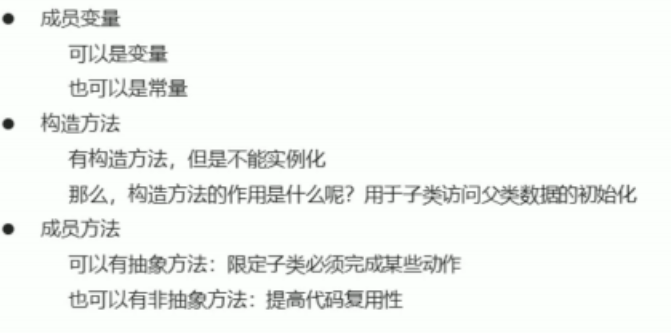 ● 成员变量
可以是变量
也可以是常量
● 构造方法
有构造方法，但是不能实例化
那么，构造方法的作用是什么呢？用于子类访问父类数据的初始化
● 成员方法
可以有抽象方法：限定子类必须完成某些动作
也可以有非抽象方法：提高代码复用性